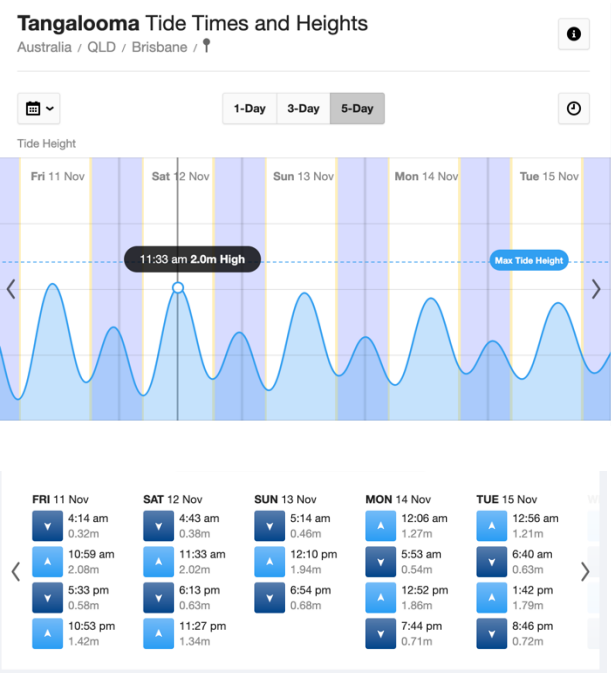 Tangalooma Tide Times and Heights
Australia / QLD / Brisbane /
1-Day 3-Day 5-Day
Tide Height
Fri 11 Nov Sat 12 Nov Sun 13 Nov Mon 14 Nov Tue 15 Nov
11:33 am 2.0m High
Max Tide Height
FRI 11 Nov
4:14 am
0.32m
10:59 am
2.08m
5:33 pm
0.58m
10:53 pm
1.42m
SAT 12 Nov
4:43 am
0.38m
11:33 am
2.02m
6:13 pm
0.63m
11:27 pm
1.34m
SUN 13 Nov
5:14 am
0.46m
12:10 pm
1.94m
6:54 pm
0.68m
MON 14 Nov
12:06 am
1.27m
5:53 am
0.54m
12:52 pm
1.86m
7:44 pm
0.71m
TUE 15 Nov
12:56 am
1.21m
6:40 am
0.63m
1:42 pm
1.79m
8:46 pm
0.72m